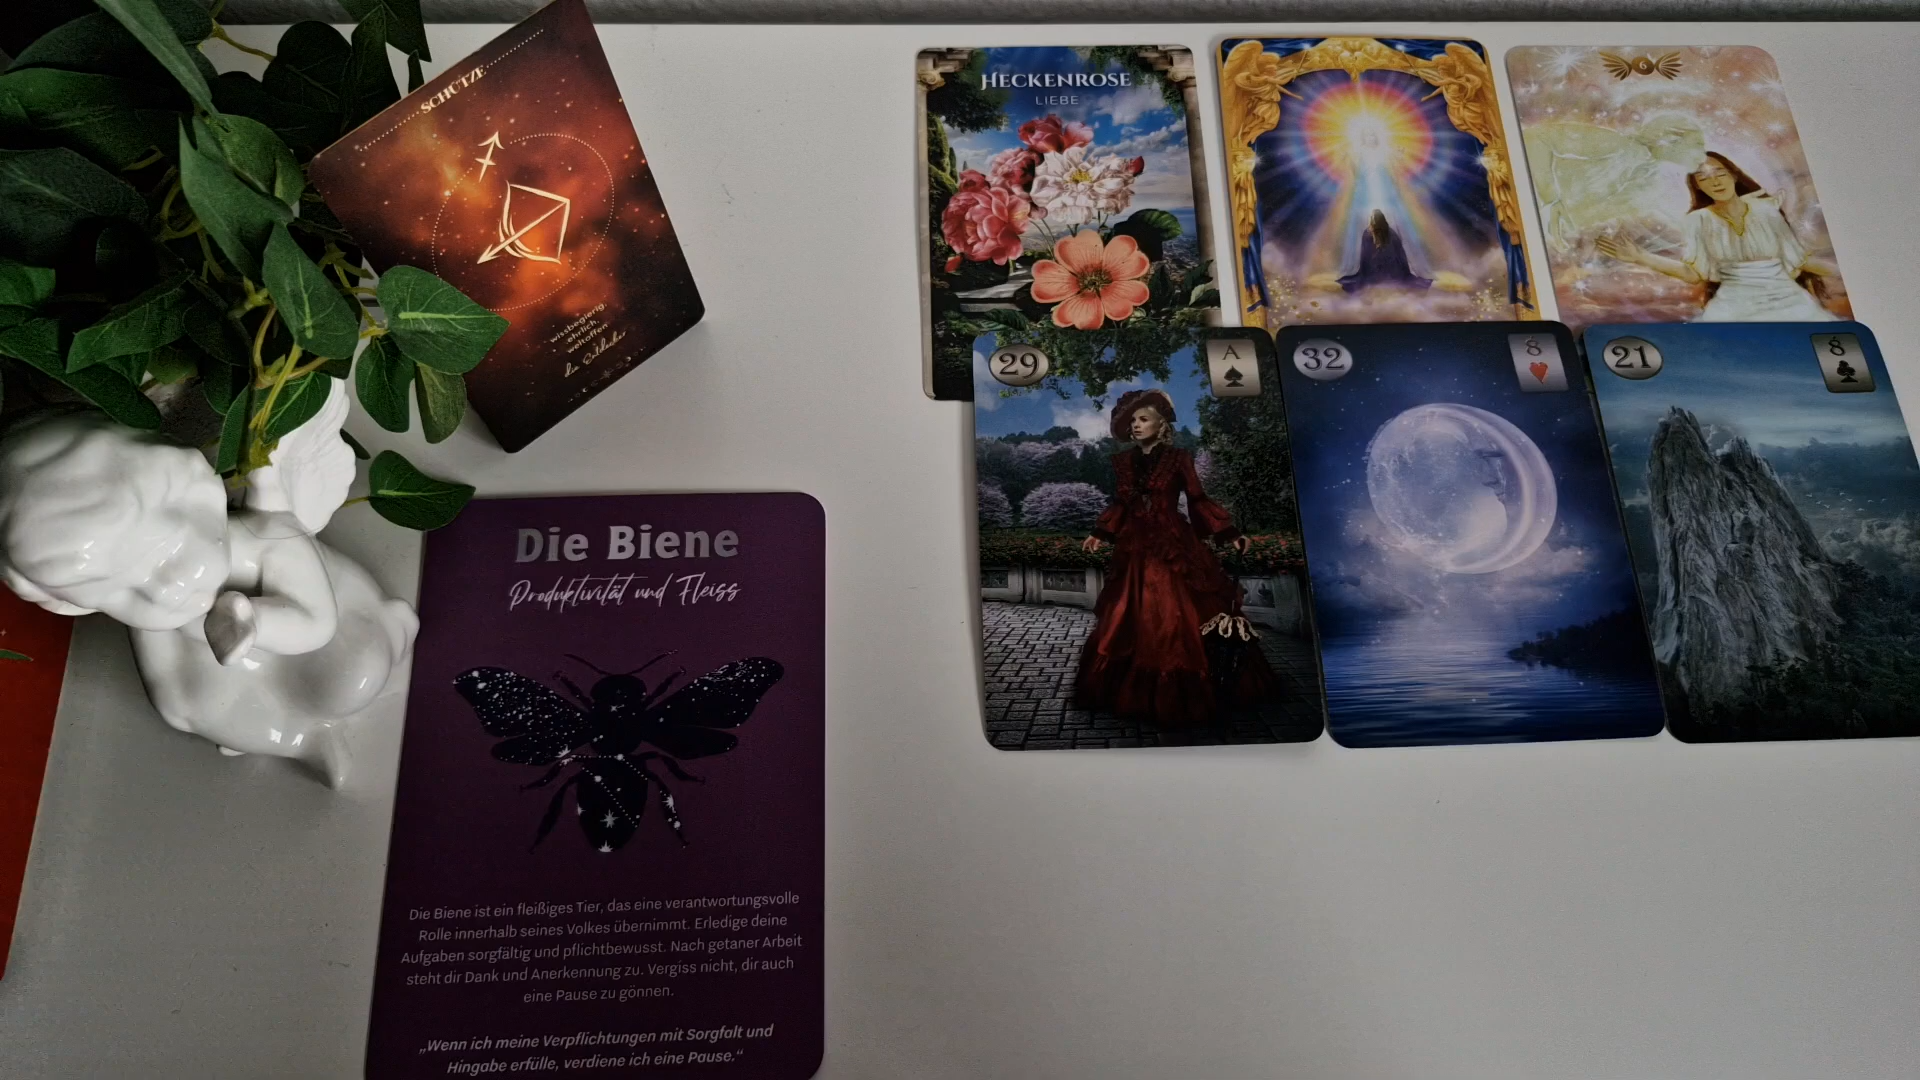 SCHÜTZE
wissbegierig,
ehrlich,
weltoffen
die Entdecker
HECKENROSE
LIEBE
6
29
A
32
8
21
8
Die Biene
Produktivität und Fleiss
Die Biene ist ein fleißiges Tier, das eine verantwortungsvolle
Rolle innerhalb seines Volkes übernimmt. Erledige deine
Aufgaben sorgfältig und pflichtbewusst. Nach getaner Arbeit
steht dir Dank und Anerkennung zu. Vergiss nicht, dir auch
eine Pause zu gönnen.
„Wenn ich meine Verpflichtungen mit Sorgfalt und
Hingabe erfülle, verdiene ich eine Pause.“